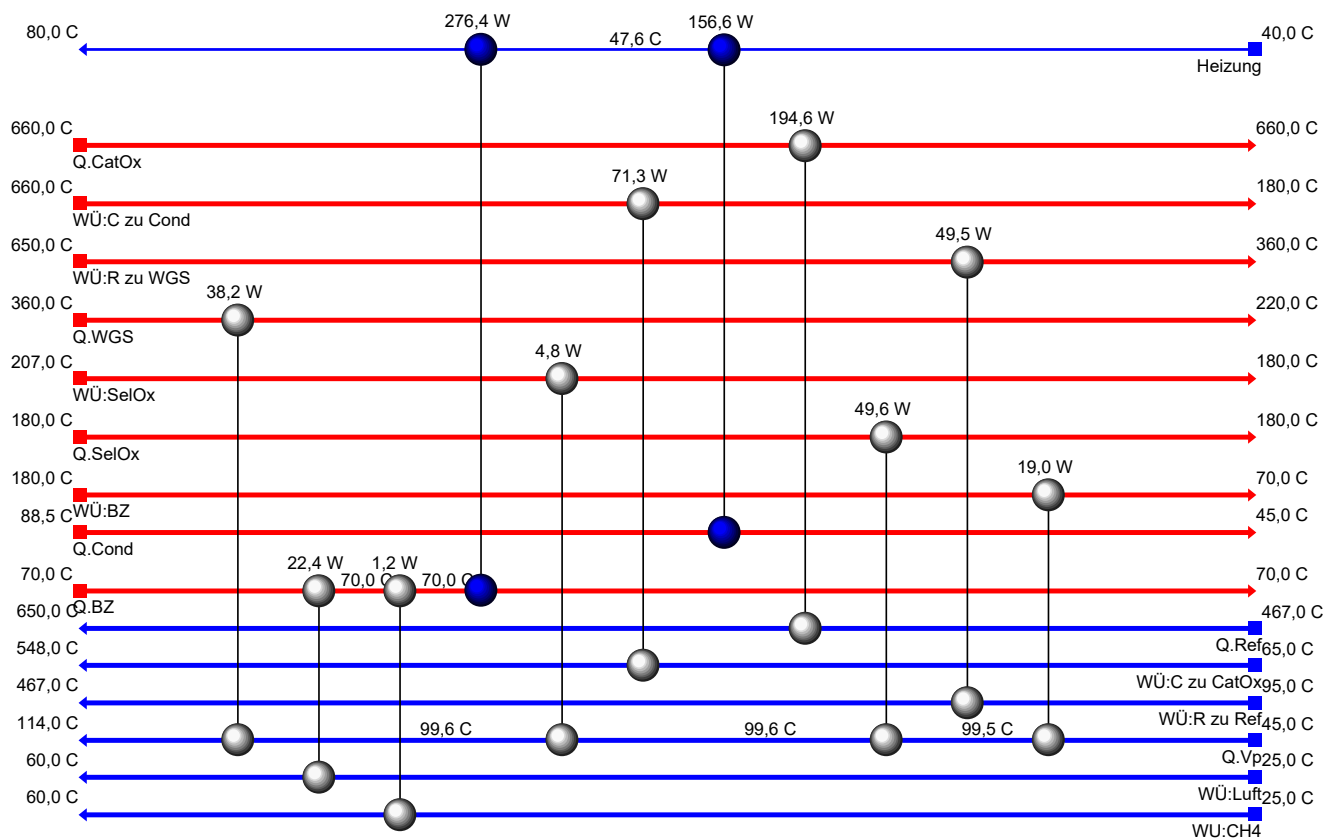 276,4 W
156,6 W
80,0 C
47,6 C
40,0 C
Heizung
660,0 C
194,6 W
660,0 C
Q.CatOx
660,0 C
71,3 W
180,0 C
WÜ:C zu Cond
650,0 C
49,5 W
360,0 C
WÜ:R zu WGS
360,0 C
38,2 W
220,0 C
Q.WGS
207,0 C
4,8 W
180,0 C
WÜ:SelOx
180,0 C
49,6 W
180,0 C
Q.SelOx
180,0 C
19,0 W
70,0 C
WÜ:BZ
88,5 C
45,0 C
Q.Cond
70,0 C
22,4 W
1,2 W
70,0 C
70,0 C
70,0 C
Q.BZ
650,0 C
467,0 C
Q.Ref
548,0 C
65,0 C
WÜ:C zu CatOx
467,0 C
95,0 C
WÜ:R zu Ref
114,0 C
99,6 C
99,6 C
99,5 C
45,0 C
Q.Vp
60,0 C
25,0 C
WÜ:Luft
60,0 C
25,0 C
WU:CH4